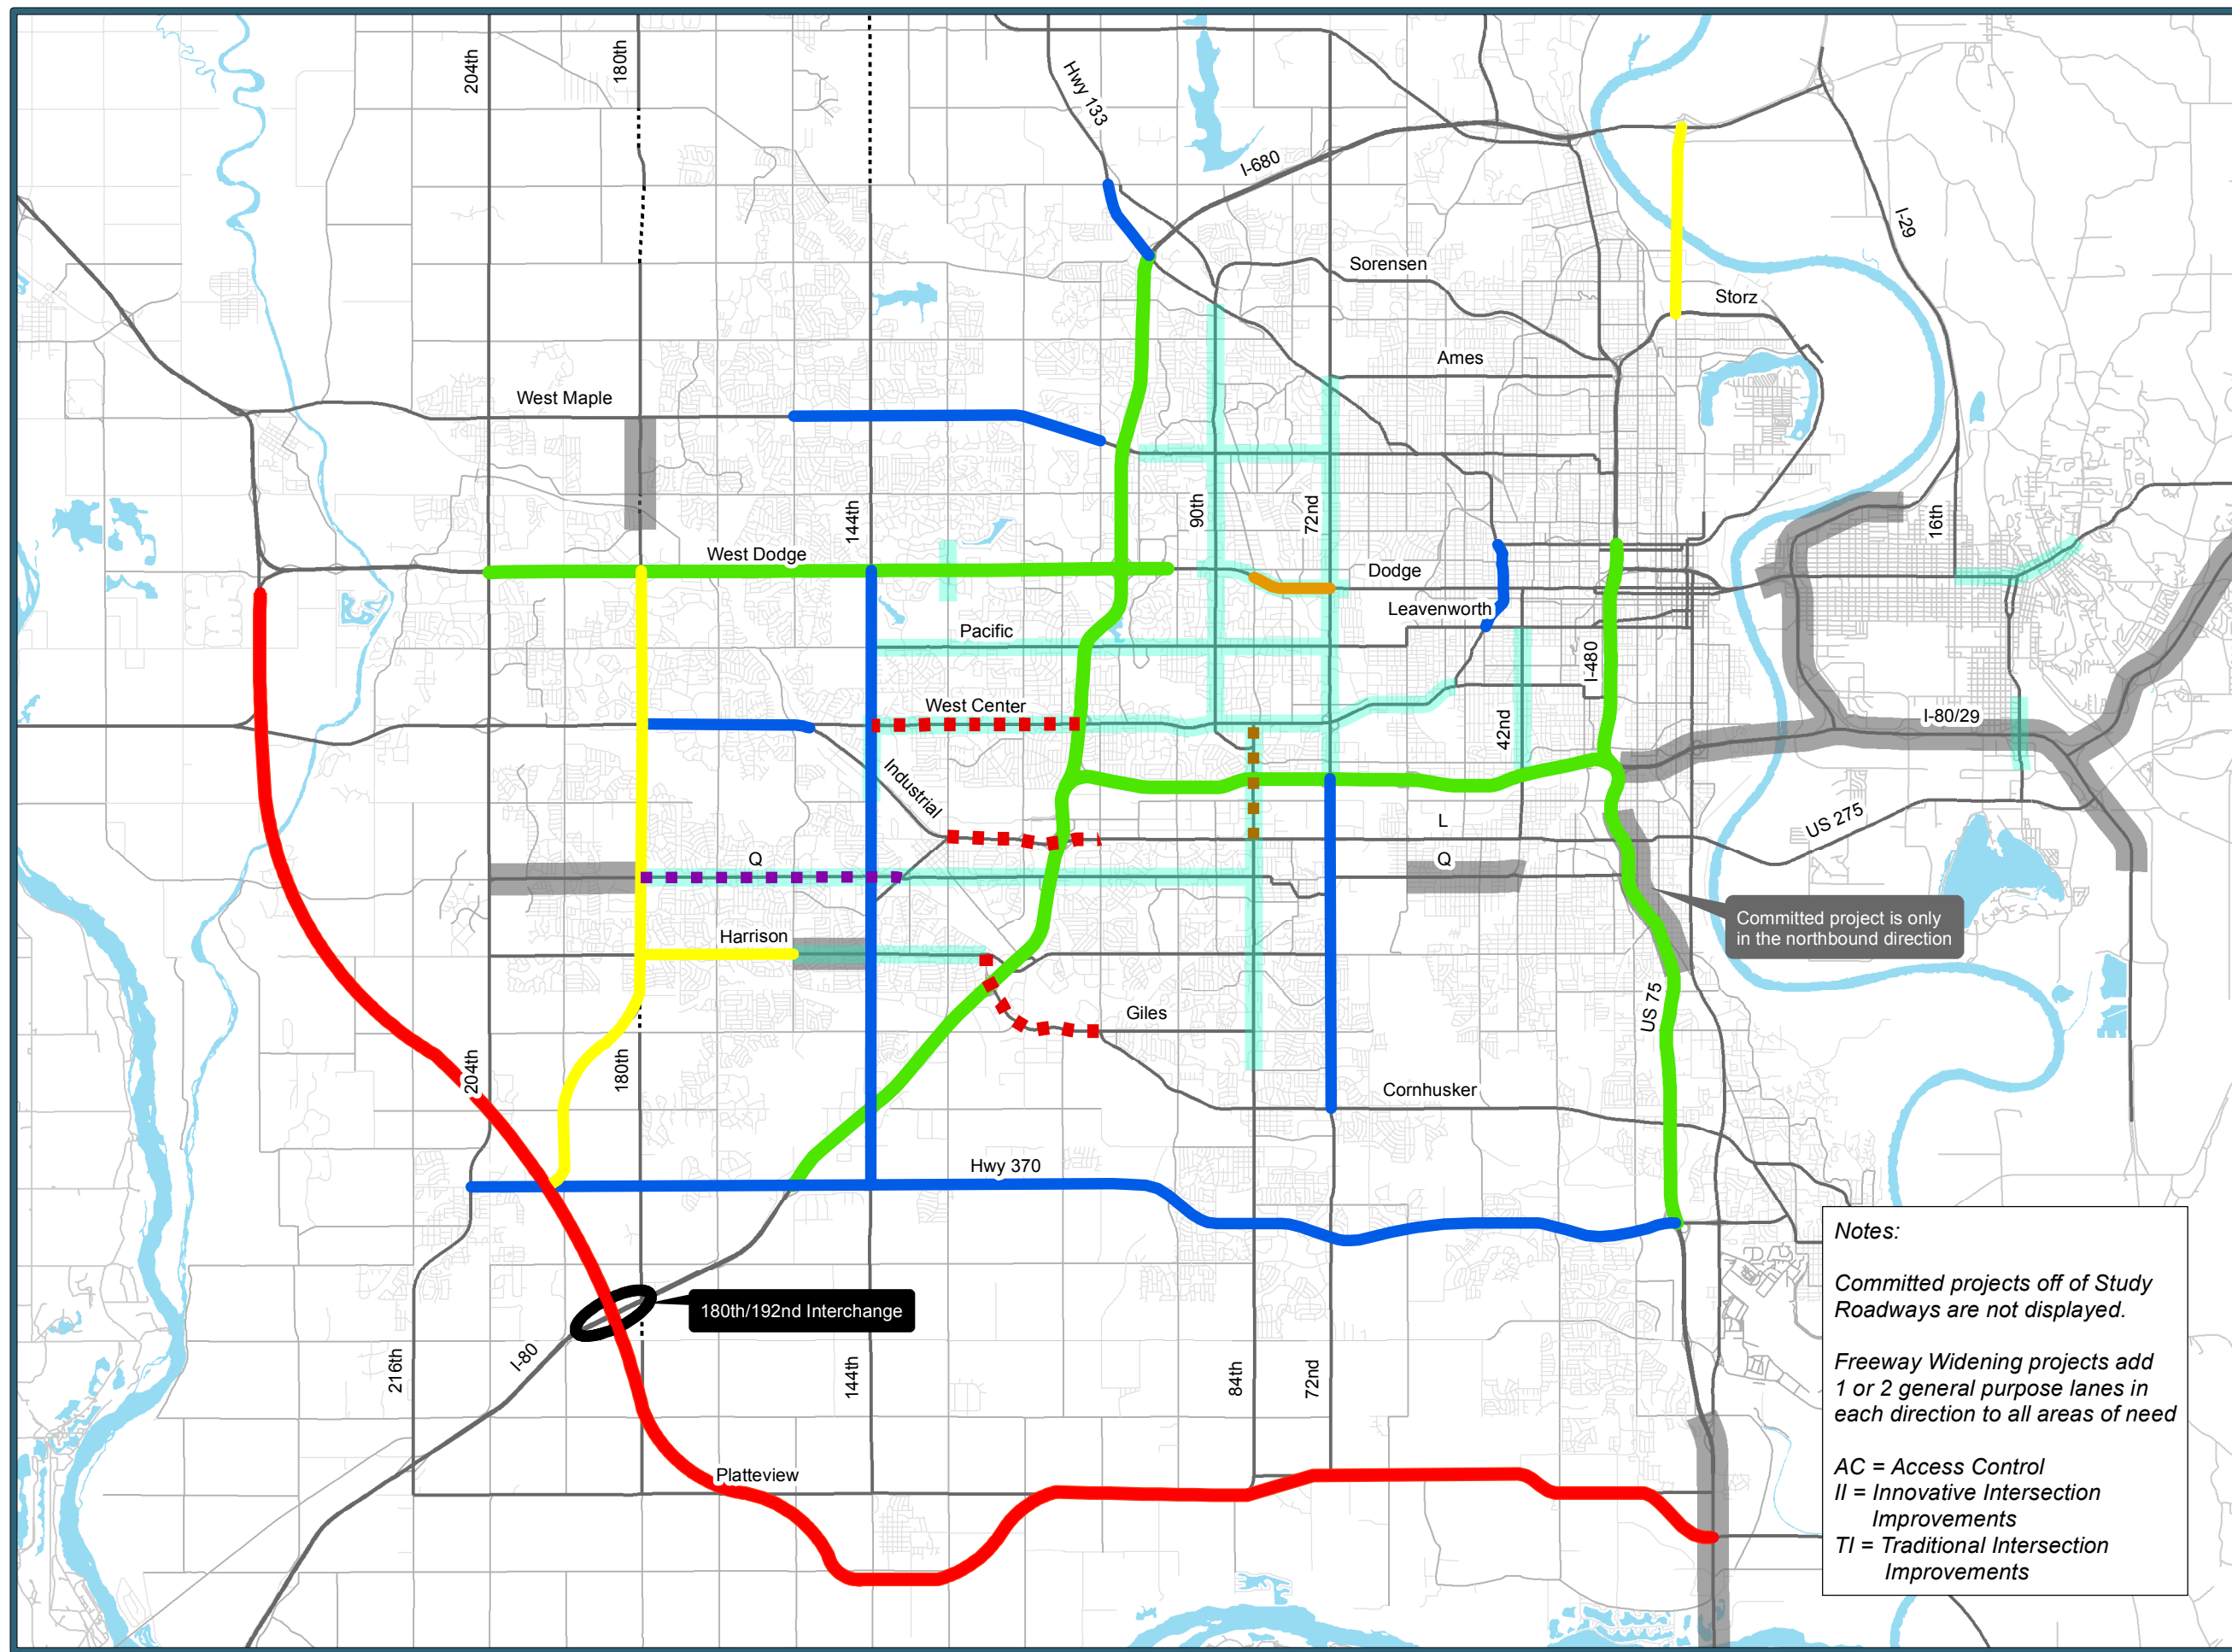 204th
180th
Hwy 133
I-680
I-29
Sorensen
Storz
Ames
West Maple
144th
90th
72nd
16th
West Dodge
Dodge
Leavenworth
Pacific
I-480
West Center
42nd
I-80/29
Industrial
L
US 275
Q
Q
Committed project is only
in the northbound direction
Harrison
US 75
Giles
204th
180th
Cornhusker
Hwy 370
180th/192nd Interchange
I-80
216th
144th
84th
72nd
Platteview
Notes:
Committed projects off of Study
Roadways are not displayed.
Freeway Widening projects add
1 or 2 general purpose lanes in
each direction to all areas of need
AC = Access Control
II = Innovative Intersection
Improvements
TI = Traditional Intersection
Improvements